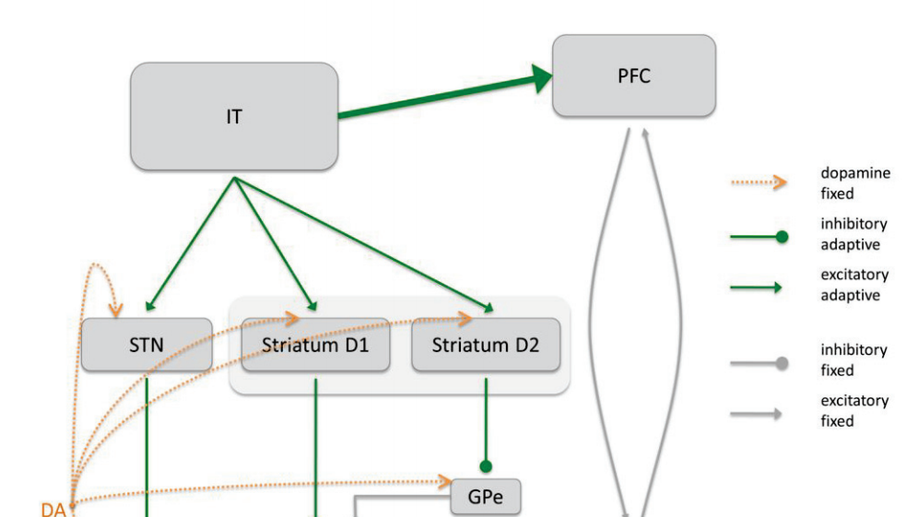 IT
PFC
dopamine
fixed
inhibitory
adaptive
excitatory
adaptive
inhibitory
fixed
excitatory
fixed
STN
Striatum D1
Striatum D2
GPe
DA